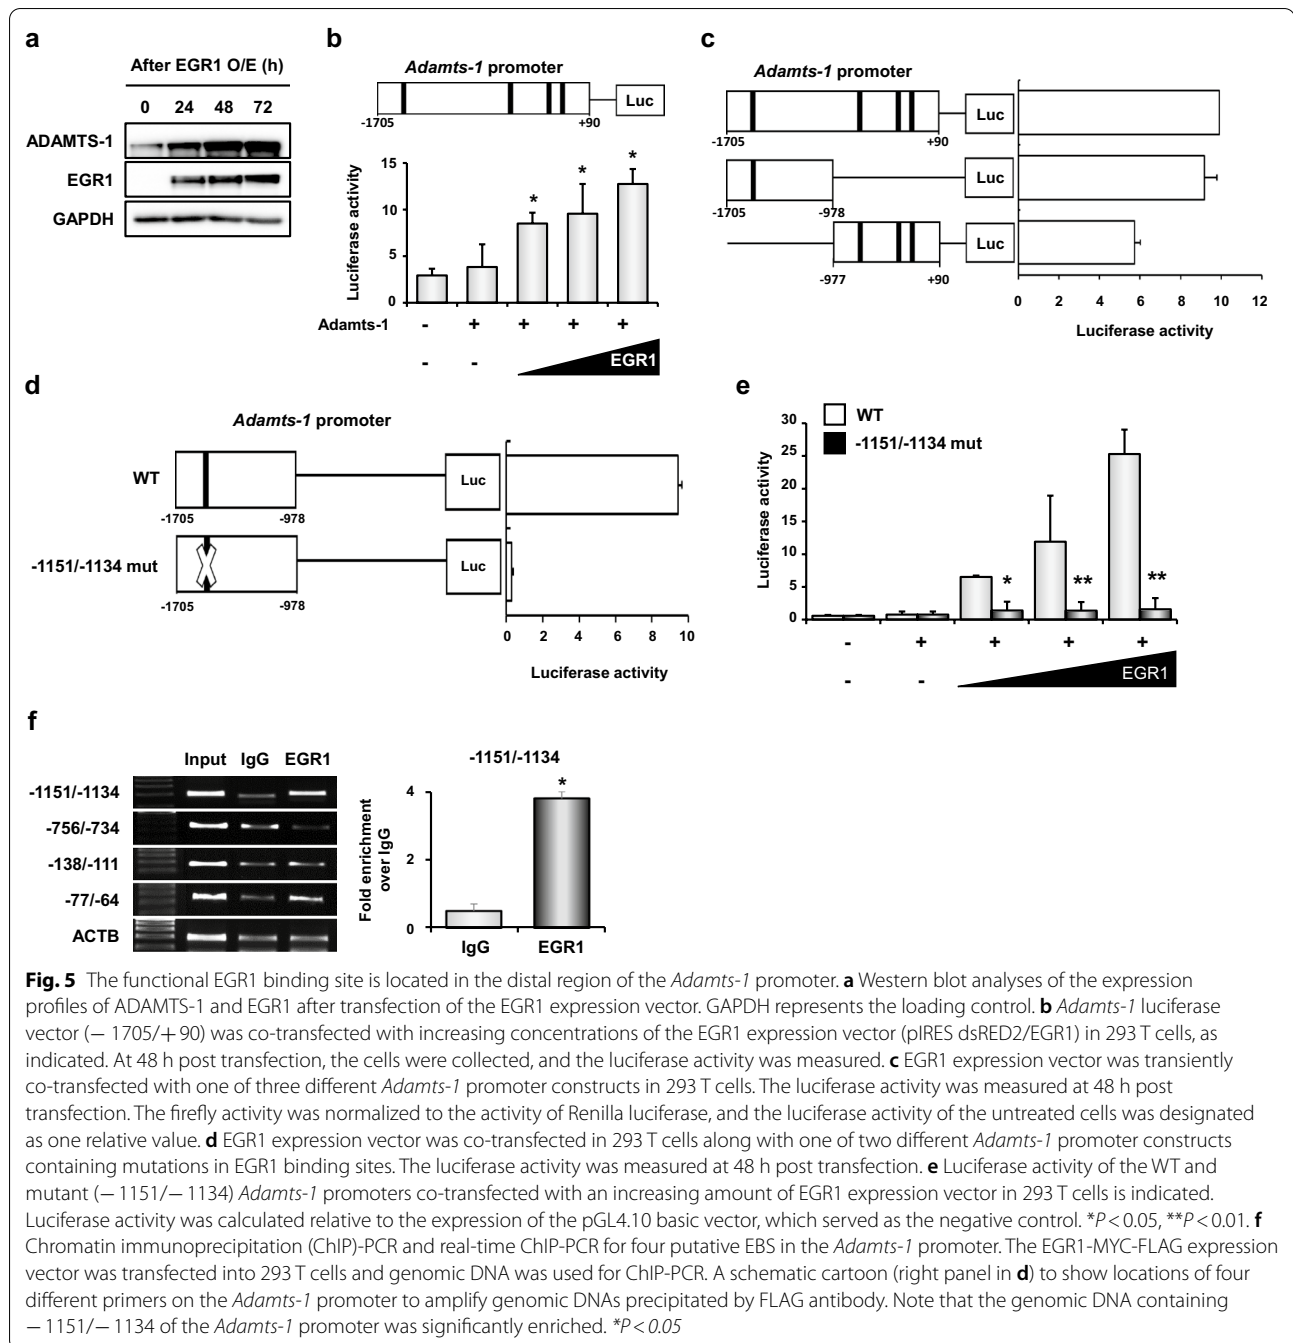 a
After EGR1 O/E (h)
0 24 48 72
ADAMTS-1
EGR1
GAPDH
b
Adamts-1 promoter
Luc
-1705 +90
Luciferase activity
15
10
5
0
* * *
Adamts-1 - + + + +
- - EGR1
c
Adamts-1 promoter
Luc
-1705 +90
Luc
-1705 -978
Luc
-977 +90
0 2 4 6 8 10 12
Luciferase activity
d
Adamts-1 promoter
WT
Luc
-1705 -978
-1151/-1134 mut
Luc
-1705 -978
0 2 4 6 8 10
Luciferase activity
e
WT
-1151/-1134 mut
Luciferase activity
30
25
20
15
10
5
0
* ** **
- + + + +
- - EGR1
f
Input IgG EGR1
-1151/-1134
-756/-734
-138/-111
-77/-64
ACTB
-1151/-1134
Fold enrichment
over IgG
4
2
0
*
IgG EGR1
Fig. 5 The functional EGR1 binding site is located in the distal region of the Adamts-1 promoter. a Western blot analyses of the expression
profiles of ADAMTS-1 and EGR1 after transfection of the EGR1 expression vector. GAPDH represents the loading control. b Adamts-1 luciferase
vector (− 1705/+ 90) was co-transfected with increasing concentrations of the EGR1 expression vector (pIRES dsRED2/EGR1) in 293 T cells, as
indicated. At 48 h post transfection, the cells were collected, and the luciferase activity was measured. c EGR1 expression vector was transiently
co-transfected with one of three different Adamts-1 promoter constructs in 293 T cells. The luciferase activity was measured at 48 h post
transfection. The firefly activity was normalized to the activity of Renilla luciferase, and the luciferase activity of the untreated cells was designated
as one relative value. d EGR1 expression vector was co-transfected in 293 T cells along with one of two different Adamts-1 promoter constructs
containing mutations in EGR1 binding sites. The luciferase activity was measured at 48 h post transfection. e Luciferase activity of the WT and
mutant (− 1151/− 1134) Adamts-1 promoters co-transfected with an increasing amount of EGR1 expression vector in 293 T cells is indicated.
Luciferase activity was calculated relative to the expression of the pGL4.10 basic vector, which served as the negative control. *P < 0.05, **P < 0.01. f
Chromatin immunoprecipitation (ChIP)-PCR and real-time ChIP-PCR for four putative EBS in the Adamts-1 promoter. The EGR1-MYC-FLAG expression
vector was transfected into 293 T cells and genomic DNA was used for ChIP-PCR. A schematic cartoon (right panel in d) to show locations of four
different primers on the Adamts-1 promoter to amplify genomic DNAs precipitated by FLAG antibody. Note that the genomic DNA containing
− 1151/− 1134 of the Adamts-1 promoter was significantly enriched. *P < 0.05